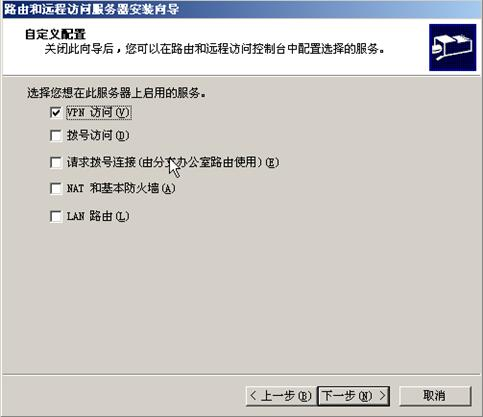 路由和远程访问服务器安装向导
自定义配置
关闭此向导后，您可以在路由和远程访问控制台中配置选择的服务。
选择您想在此服务器上启用的服务。
VPN 访问(V)
拨号访问(D)
请求拨号连接(由分支办公室路由使用)(E)
NAT 和基本防火墙(A)
LAN 路由(L)
< 上一步(B) 下一步(N) > 取消